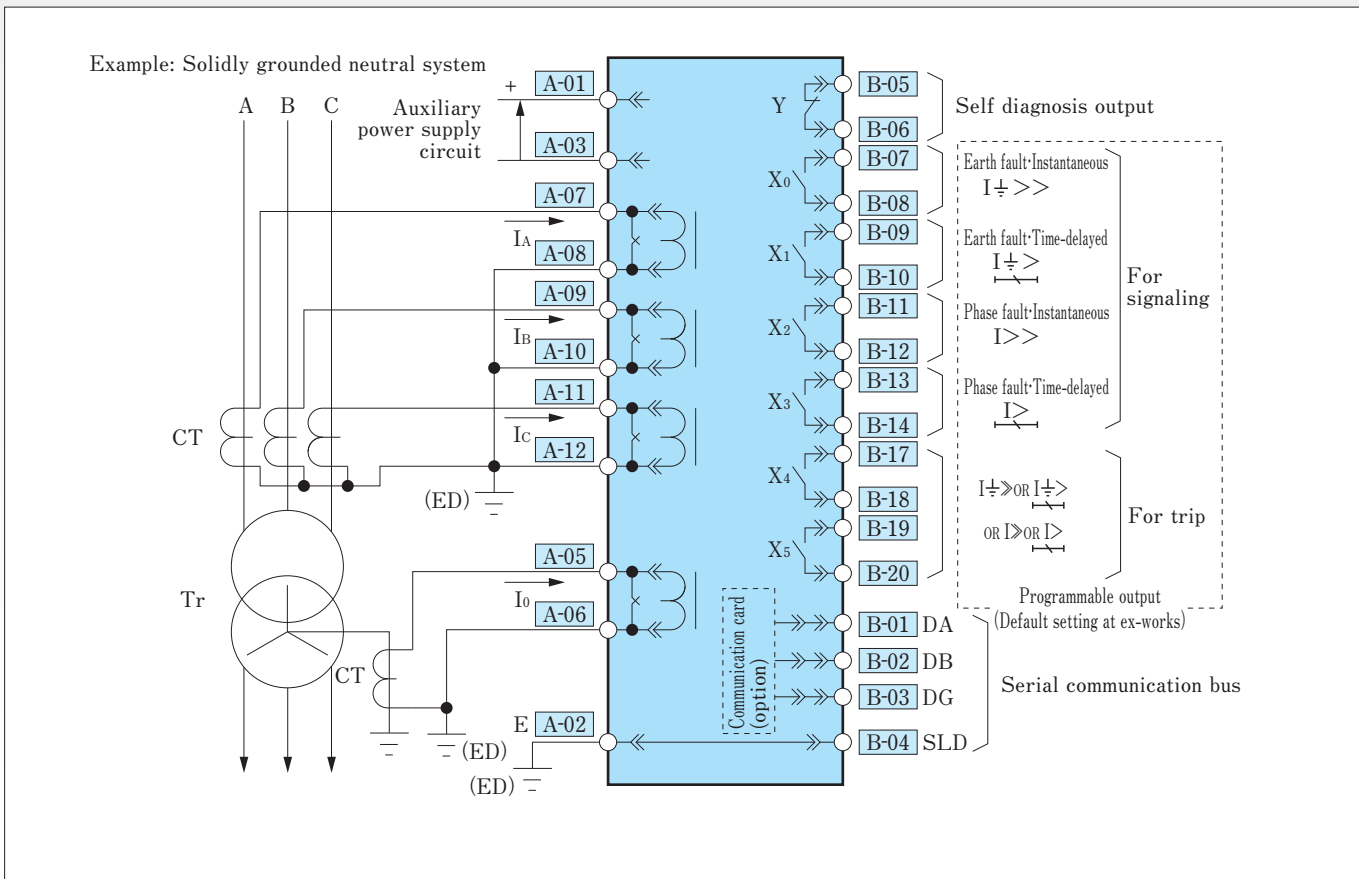 Example: Solidly grounded neutral system
A B C
+
Auxiliary
power supply
circuit
A-01
A-03
A-07
IA
A-08
A-09
IB
A-10
A-11
IC
A-12
CT
(ED)
Tr
A-05
I0
A-06
CT
(ED)
E A-02
(ED)
Y
X0
X1
X2
X3
X4
X5
Communication card
(option)
B-05
B-06
Self diagnosis output
B-07
B-08
Earth fault·Instantaneous
I⏚>>
B-09
B-10
Earth fault·Time-delayed
I⏚>
B-11
B-12
Phase fault·Instantaneous
I>>
B-13
B-14
Phase fault·Time-delayed
I>
For
signaling
B-17
B-18
B-19
B-20
I⏚>>OR I⏚>
OR I>>OR I>
For trip
Programmable output
(Default setting at ex-works)
B-01 DA
B-02 DB
B-03 DG
B-04 SLD
Serial communication bus